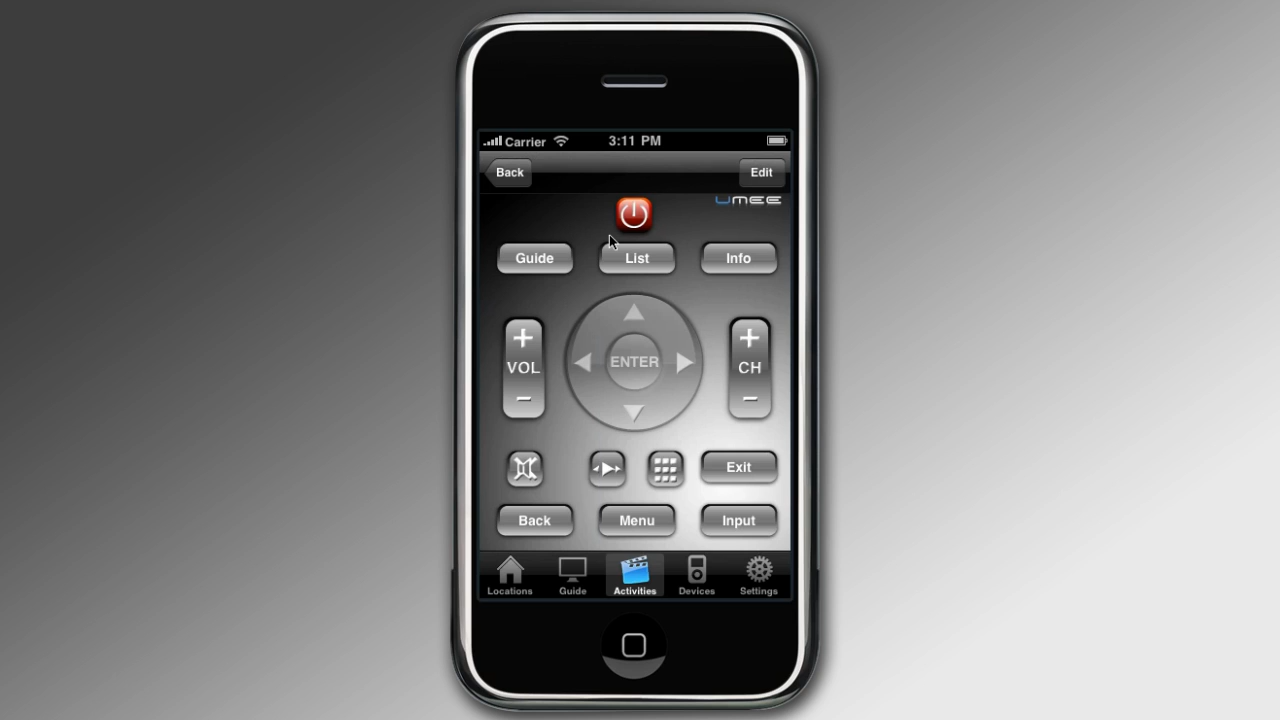 Carrier 3:11 PM
Back Edit
UMEE
Guide List Info
+ +
VOL ENTER CH
− −
Exit
Back Menu Input
Locations Guide Activities Devices Settings